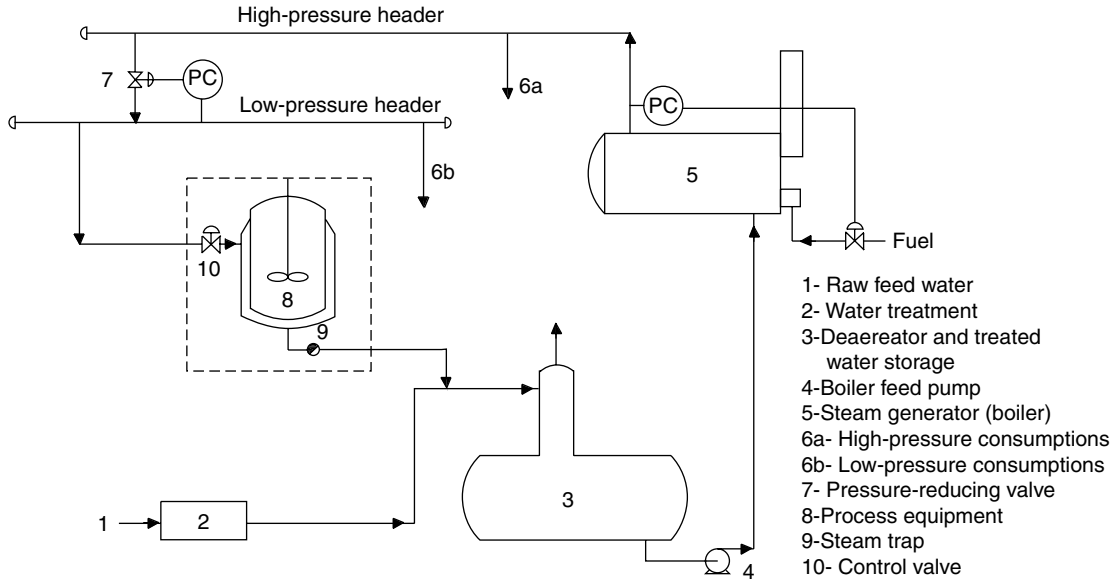 High-pressure header
7
PC
6a
PC
Low-pressure header
6b
5
10
8
9
Fuel
1
2
3
4
1- Raw feed water
2- Water treatment
3-Deaereator and treated
water storage
4-Boiler feed pump
5-Steam generator (boiler)
6a- High-pressure consumptions
6b- Low-pressure consumptions
7- Pressure-reducing valve
8-Process equipment
9-Steam trap
10- Control valve